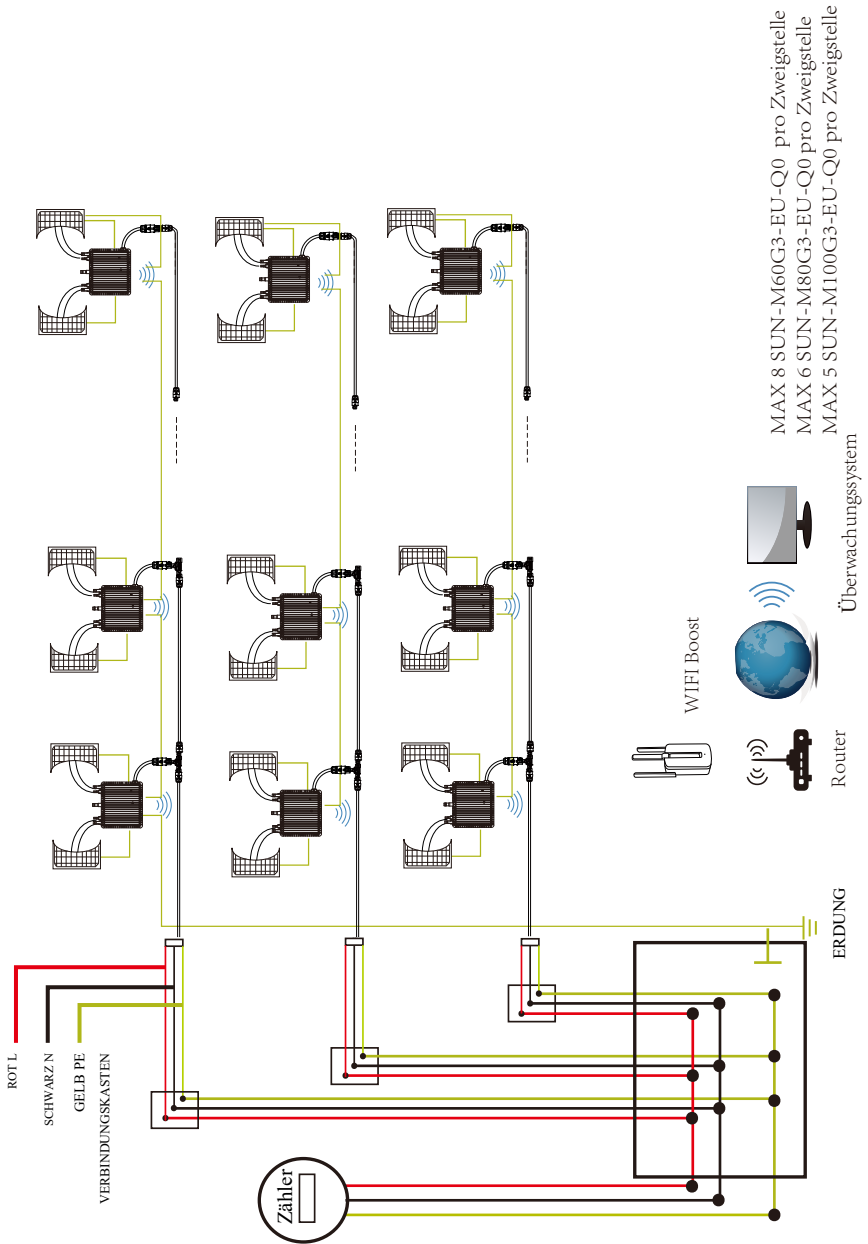 ROT L
SCHWARZ N
GELB PE
VERBINDUNGSKASTEN
Zähler
ERDUNG
WIFI Boost
Router
Überwachungssystem
MAX 8 SUN-M60G3-EU-Q0 pro Zweigstelle
MAX 6 SUN-M80G3-EU-Q0 pro Zweigstelle
MAX 5 SUN-M100G3-EU-Q0 pro Zweigstelle